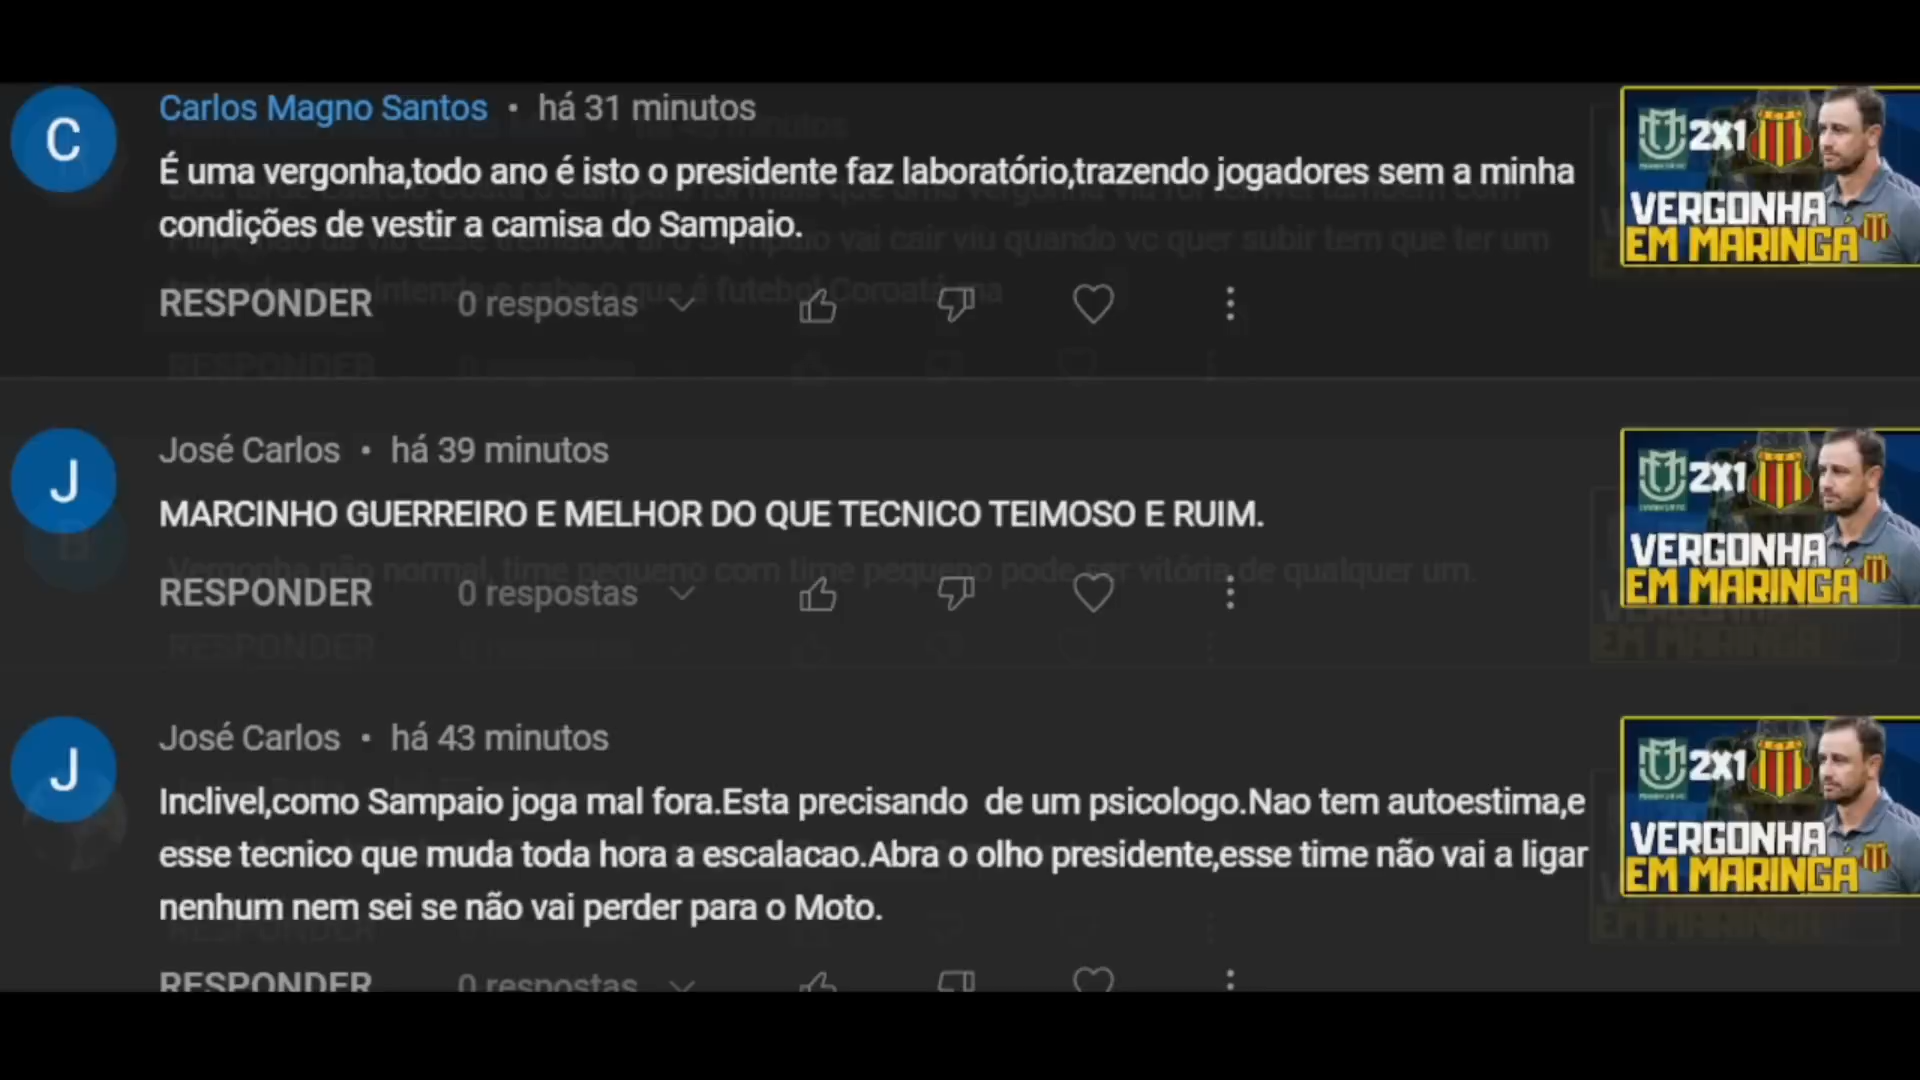 C
Carlos Magno Santos • há 31 minutos
É uma vergonha,todo ano é isto o presidente faz laboratório,trazendo jogadores sem a minha
condições de vestir a camisa do Sampaio.
RESPONDER 0 respostas
2X1
VERGONHA
EM MARINGÁ
J
José Carlos • há 39 minutos
MARCINHO GUERREIRO E MELHOR DO QUE TECNICO TEIMOSO E RUIM.
RESPONDER 0 respostas
2X1
VERGONHA
EM MARINGÁ
J
José Carlos • há 43 minutos
Inclivel,como Sampaio joga mal fora.Esta precisando de um psicologo.Nao tem autoestima,e
esse tecnico que muda toda hora a escalacao.Abra o olho presidente,esse time não vai a ligar
nenhum nem sei se não vai perder para o Moto.
RESPONDER 0 respostas
2X1
VERGONHA
EM MARINGÁ